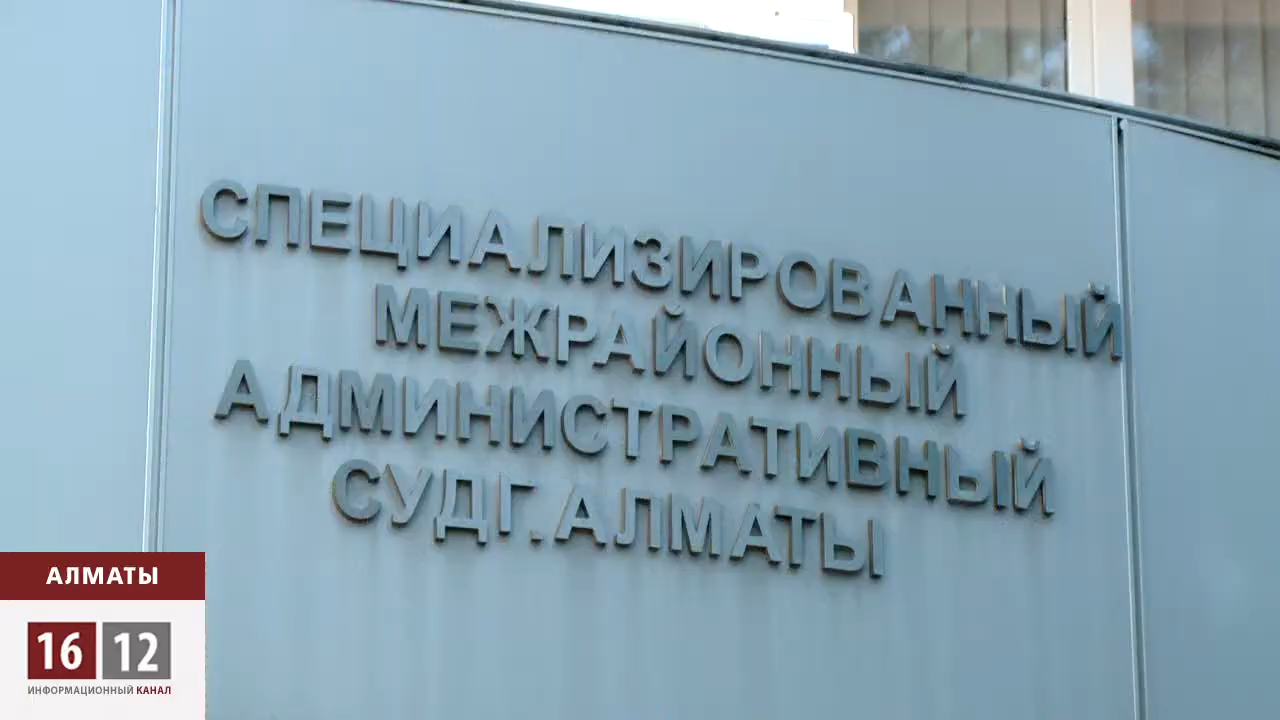 СПЕЦИАЛИЗИРОВАННЫЙ
МЕЖРАЙОННЫЙ
АДМИНИСТРАТИВНЫЙ
СУД Г. АЛМАТЫ
АЛМАТЫ
16 12
ИНФОРМАЦИОННЫЙ КАНАЛ